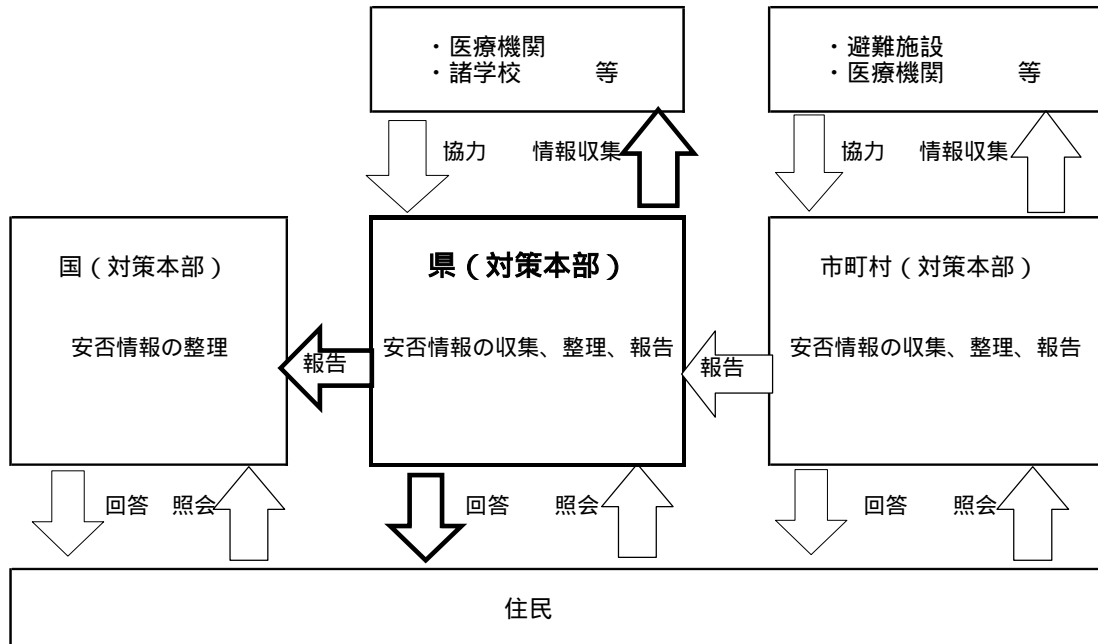 ・医療機関
・諸学校　　　等
・避難施設
・医療機関　　　等
協力　情報収集
協力　情報収集
国（対策本部）
安否情報の整理
県（対策本部）
安否情報の収集、整理、報告
市町村（対策本部）
安否情報の収集、整理、報告
報告
報告
回答　照会
回答　照会
回答　照会
住民